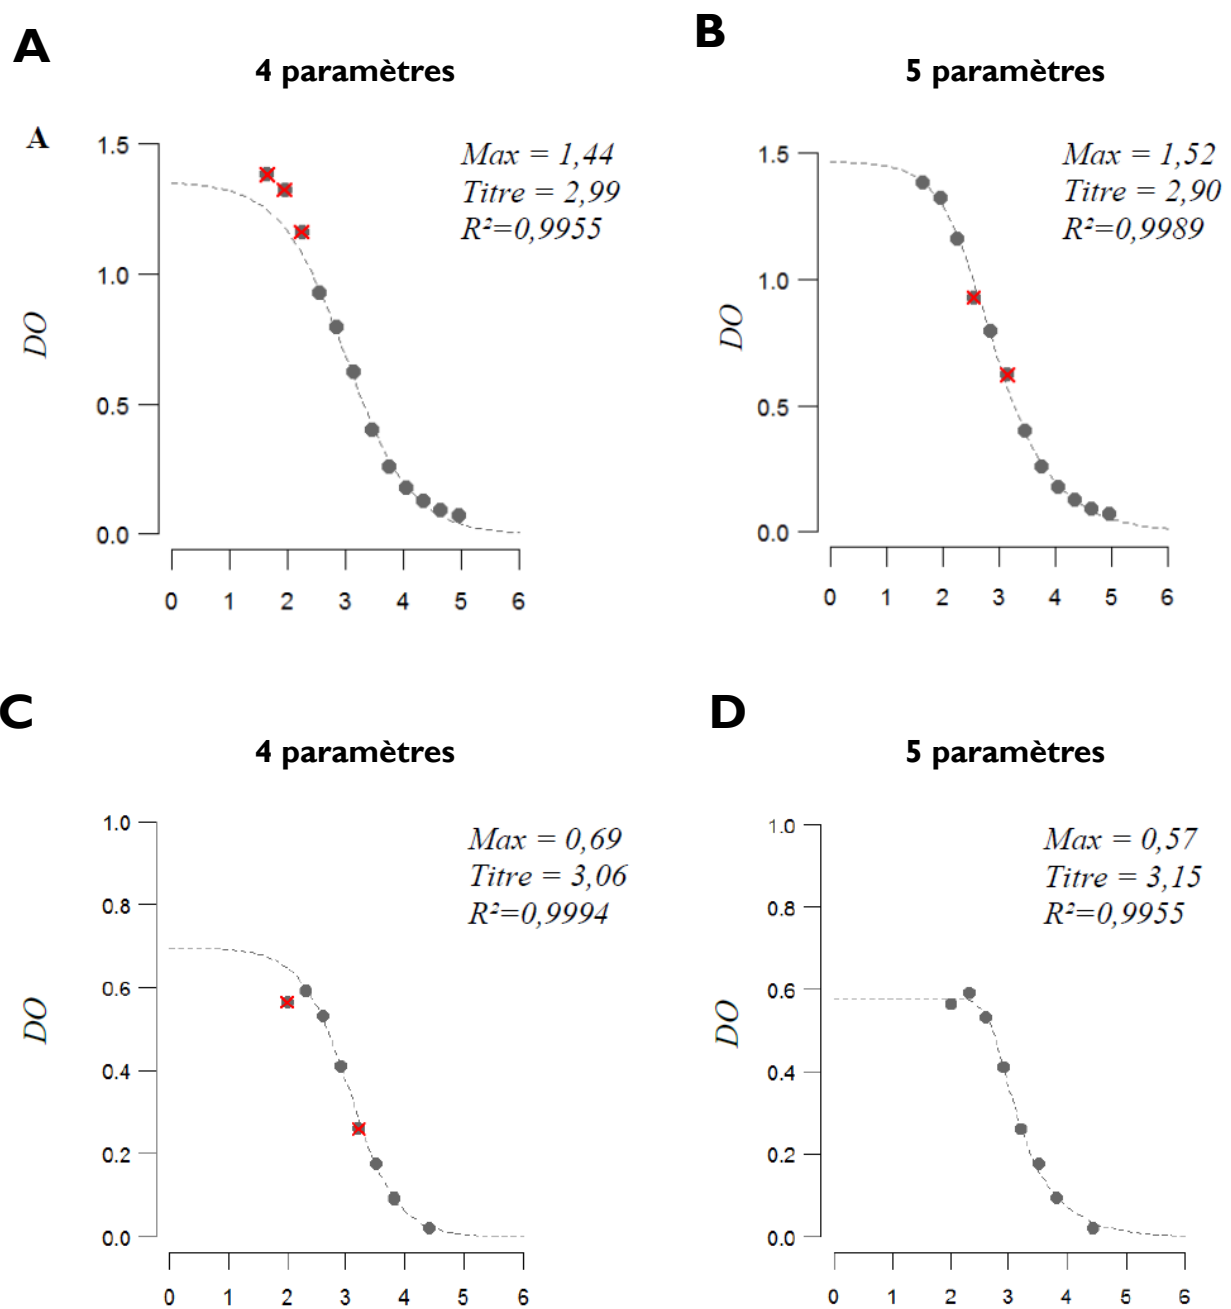 A
4 paramètres
A
Max = 1,44
Titre = 2,99
R²=0,9955
DO
1.5
1.0
0.5
0.0
0 1 2 3 4 5 6
B
5 paramètres
Max = 1,52
Titre = 2,90
R²=0,9989
DO
1.5
1.0
0.5
0.0
0 1 2 3 4 5 6
C
4 paramètres
Max = 0,69
Titre = 3,06
R²=0,9994
DO
1.0
0.8
0.6
0.4
0.2
0.0
0 1 2 3 4 5 6
D
5 paramètres
Max = 0,57
Titre = 3,15
R²=0,9955
DO
1.0
0.8
0.6
0.4
0.2
0.0
0 1 2 3 4 5 6